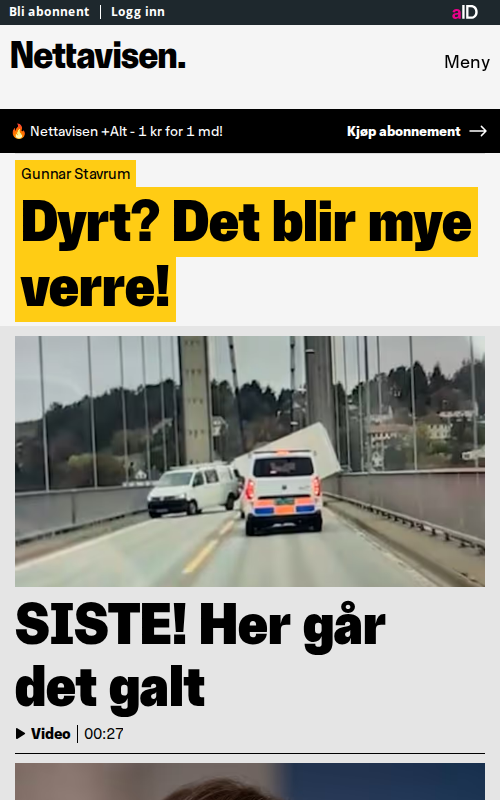 Bli abonnent | Logg inn aID
Nettavisen.
Meny
🔥 Nettavisen +Alt - 1 kr for 1 md! Kjøp abonnement →
Gunnar Stavrum
Dyrt? Det blir mye
verre!
SISTE! Her går
det galt
Video | 00:27